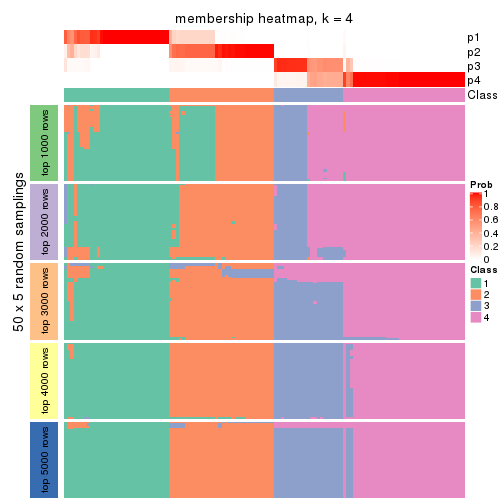 membership heatmap, k = 4
p1
p2
p3
p4
Class
50 x 5 random samplings
top 1000 rows
top 2000 rows
top 3000 rows
top 4000 rows
top 5000 rows
Prob
1
0.8
0.6
0.4
0.2
0
Class
1
2
3
4